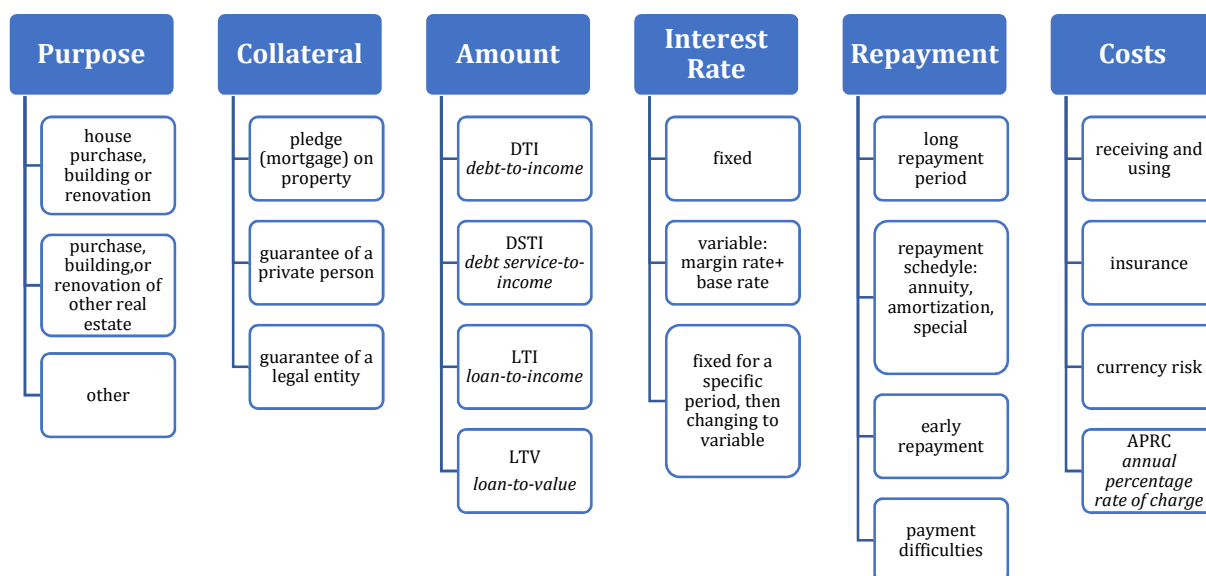 Purpose
house
purchase,
building or
renovation
purchase,
building,or
renovation of
other real
estate
other
Collateral
pledge
(mortgage) on
property
guarantee of a
private person
guarantee of a
legal entity
Amount
DTI
debt-to-income
DSTI
debt service-to-
income
LTI
loan-to-income
LTV
loan-to-value
Interest
Rate
fixed
variable:
margin rate+
base rate
fixed for a
specific
period, then
changing to
variable
Repayment
long
repayment
period
repayment
schedyle:
annuity,
amortization,
special
early
repayment
payment
difficulties
Costs
receiving and
using
insurance
currency risk
APRC
annual
percentage
rate of charge